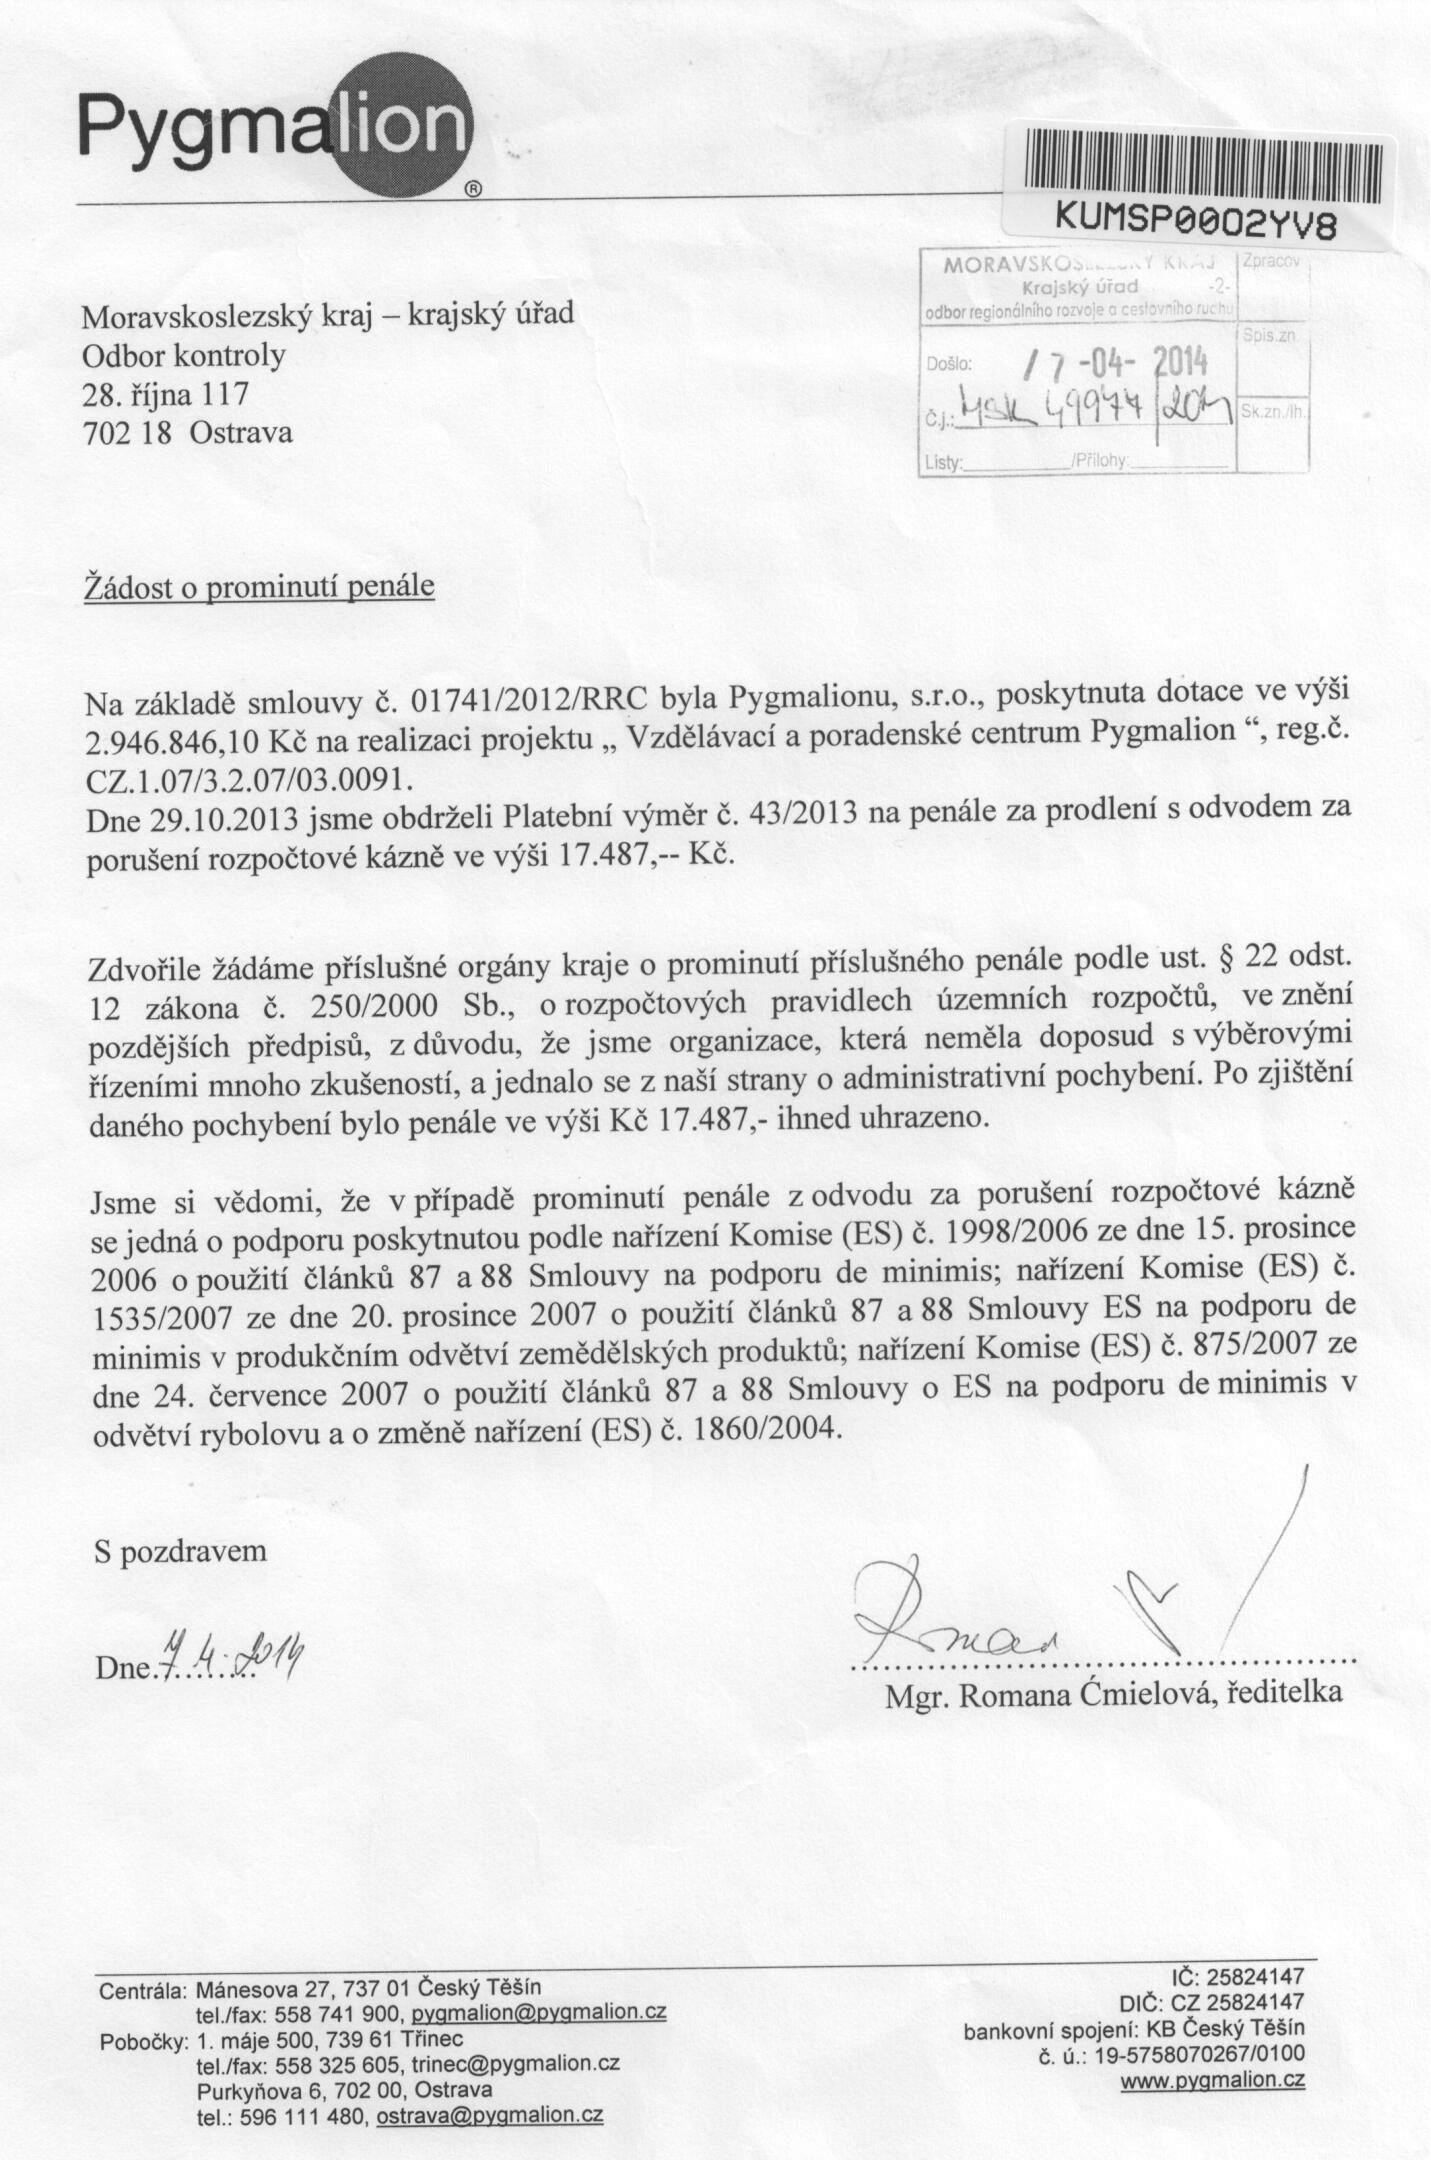 Pygmalion
®
KUMSP0002YV8
MORAVSKOSLEZSKÝ KRAJ
Krajský úřad -2-
odbor regionálního rozvoje a cestovního ruchu
Zpracov
Došlo: 17 -04- 2014
Spis.zn.
Č.j.: MSK 49977/2014
Sk.zn./lh.
Listy: /Přílohy:
Moravskoslezský kraj – krajský úřad
Odbor kontroly
28. října 117
702 18 Ostrava
Žádost o prominutí penále
Na základě smlouvy č. 01741/2012/RRC byla Pygmalionu, s.r.o., poskytnuta dotace ve výši
2.946.846,10 Kč na realizaci projektu „ Vzdělávací a poradenské centrum Pygmalion “, reg.č.
CZ.1.07/3.2.07/03.0091.
Dne 29.10.2013 jsme obdrželi Platební výměr č. 43/2013 na penále za prodlení s odvodem za
porušení rozpočtové kázně ve výši 17.487,-- Kč.
Zdvořile žádáme příslušné orgány kraje o prominutí příslušného penále podle ust. § 22 odst.
12 zákona č. 250/2000 Sb., o rozpočtových pravidlech územních rozpočtů, ve znění
pozdějších předpisů, z důvodu, že jsme organizace, která neměla doposud s výběrovými
řízeními mnoho zkušeností, a jednalo se z naší strany o administrativní pochybení. Po zjištění
daného pochybení bylo penále ve výši Kč 17.487,- ihned uhrazeno.
Jsme si vědomi, že v případě prominutí penále z odvodu za porušení rozpočtové kázně
se jedná o podporu poskytnutou podle nařízení Komise (ES) č. 1998/2006 ze dne 15. prosince
2006 o použití článků 87 a 88 Smlouvy na podporu de minimis; nařízení Komise (ES) č.
1535/2007 ze dne 20. prosince 2007 o použití článků 87 a 88 Smlouvy ES na podporu de
minimis v produkčním odvětví zemědělských produktů; nařízení Komise (ES) č. 875/2007 ze
dne 24. července 2007 o použití článků 87 a 88 Smlouvy o ES na podporu de minimis v
odvětví rybolovu a o změně nařízení (ES) č. 1860/2004.
S pozdravem
Dne 7.4.2014
Mgr. Romana Ćmielová, ředitelka
Centrála: Mánesova 27, 737 01 Český Těšín
tel./fax: 558 741 900, pygmalion@pygmalion.cz
Pobočky: 1. máje 500, 739 61 Třinec
tel./fax: 558 325 605, trinec@pygmalion.cz
Purkyňova 6, 702 00, Ostrava
tel.: 596 111 480, ostrava@pygmalion.cz
IČ: 25824147
DIČ: CZ 25824147
bankovní spojení: KB Český Těšín
č. ú.: 19-5758070267/0100
www.pygmalion.cz